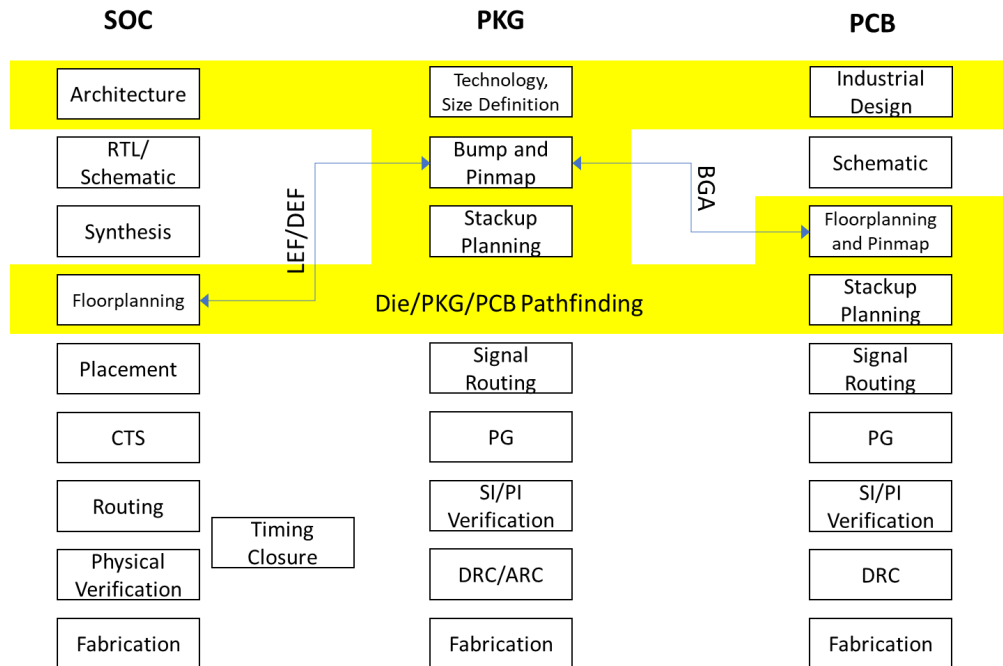 SOC
PKG
PCB
Architecture
Technology,
Size Definition
Industrial
Design
RTL/
Schematic
Bump and
Pinmap
Schematic
LEF/DEF
BGA
Synthesis
Stackup
Planning
Floorplanning
and Pinmap
Floorplanning
Die/PKG/PCB Pathfinding
Stackup
Planning
Placement
Signal
Routing
Signal
Routing
CTS
PG
PG
Routing
Timing
Closure
SI/PI
Verification
SI/PI
Verification
Physical
Verification
DRC/ARC
DRC
Fabrication
Fabrication
Fabrication